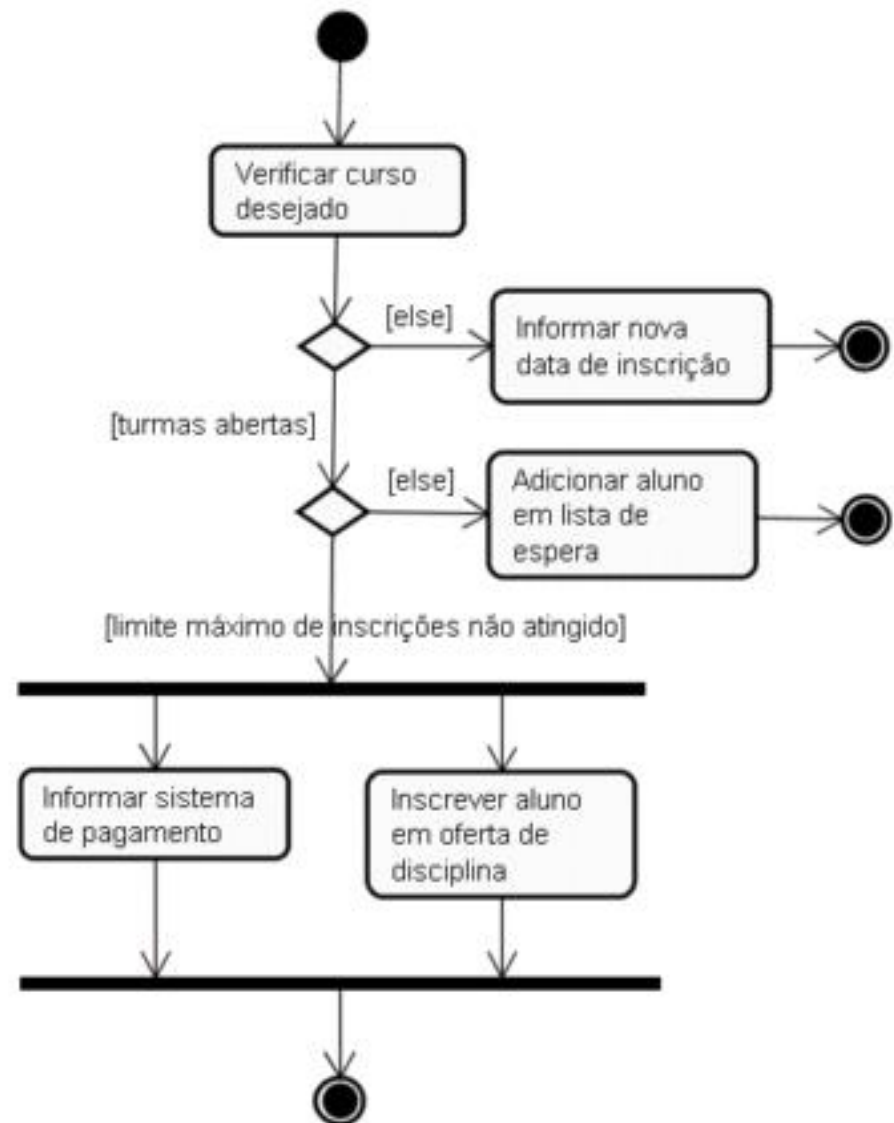 Verificar curso
desejado
[else]
Informar nova
data de inscrição
[turmas abertas]
[else]
Adicionar aluno
em lista de
espera
[limite máximo de inscrições não atingido]
Informar sistema
de pagamento
Inscrever aluno
em oferta de
disciplina